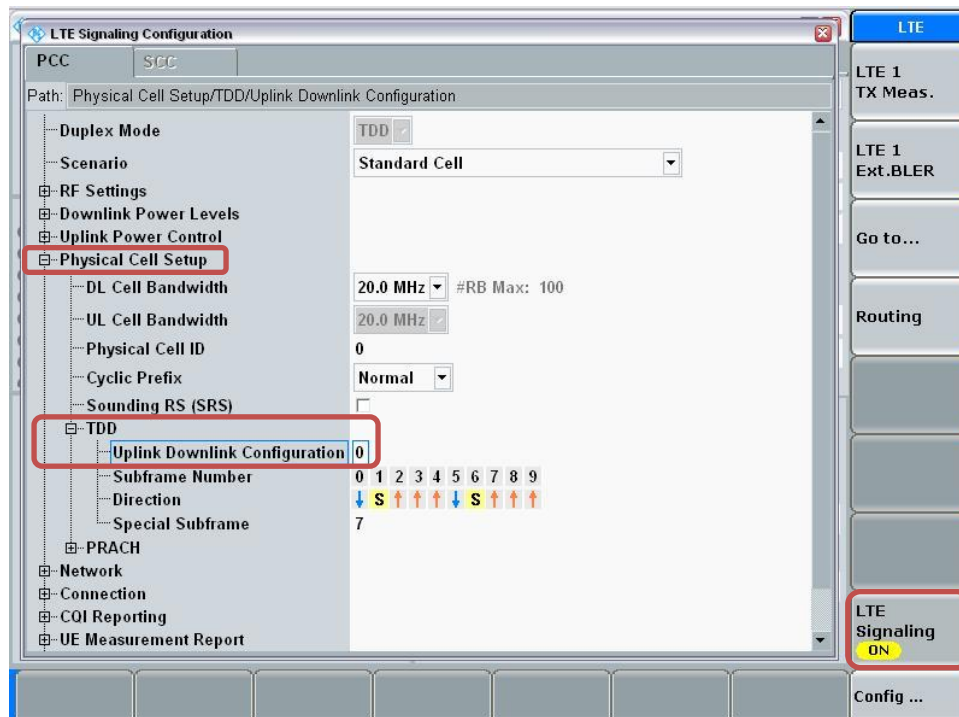 LTE Signaling Configuration
PCC SCC
Path: Physical Cell Setup/TDD/Uplink Downlink Configuration
Duplex Mode TDD
Scenario Standard Cell
RF Settings
Downlink Power Levels
Uplink Power Control
Physical Cell Setup
DL Cell Bandwidth 20.0 MHz #RB Max: 100
UL Cell Bandwidth 20.0 MHz
Physical Cell ID 0
Cyclic Prefix Normal
Sounding RS (SRS)
TDD
Uplink Downlink Configuration 0
Subframe Number 0 1 2 3 4 5 6 7 8 9
Direction ↓ S ↑ ↑ ↑ ↓ S ↑ ↑ ↑
Special Subframe 7
PRACH
Network
Connection
CQI Reporting
UE Measurement Report
LTE
LTE 1
TX Meas.
LTE 1
Ext.BLER
Go to...
Routing
LTE
Signaling
ON
Config ...